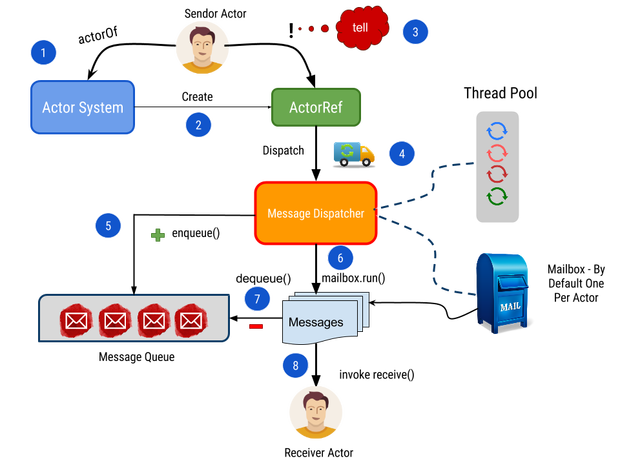 Sendor Actor
actorOf
!
tell
3
1
Actor System
Create
2
ActorRef
Thread Pool
Dispatch
4
Message Dispatcher
5
enqueue()
6
mailbox.run()
dequeue()
7
Messages
MAIL
Mailbox - By
Default One
Per Actor
Message Queue
8
invoke receive()
Receiver Actor